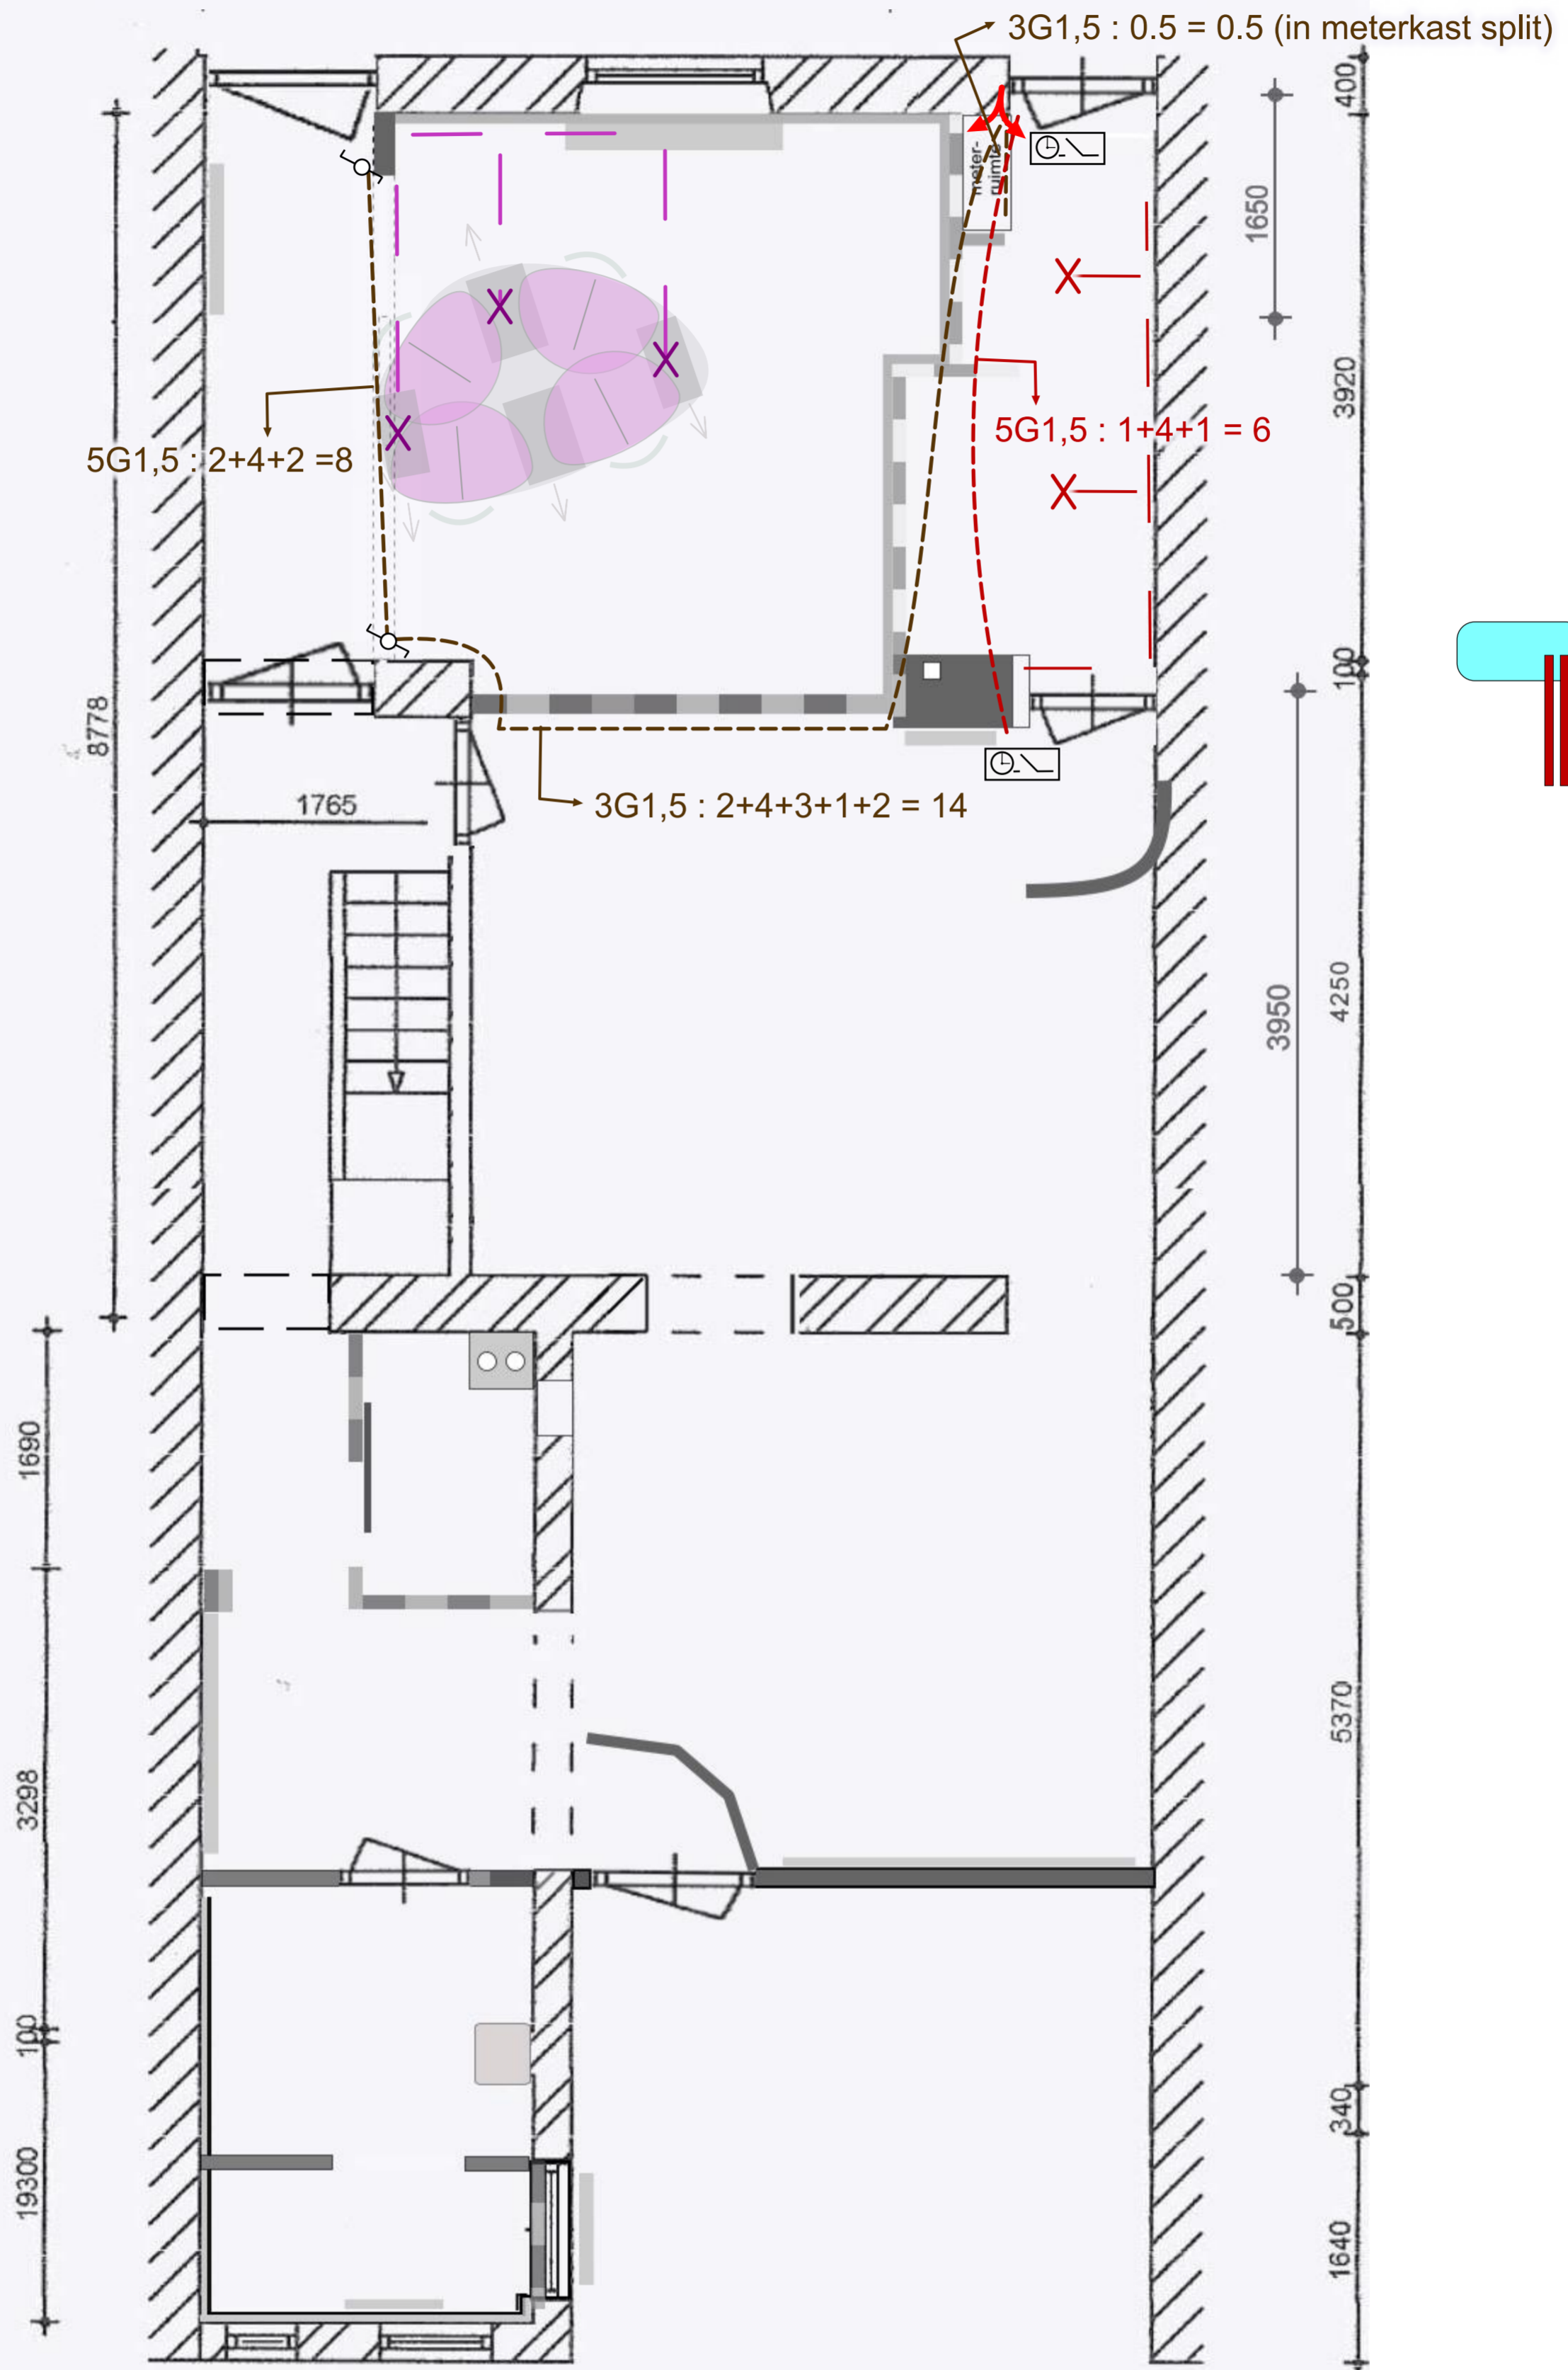 3G1,5 : 0.5 = 0.5 (in meterkast split)
400
meter-
ruimte
1650
3920
5G1,5 : 1+4+1 = 6
5G1,5 : 2+4+2 =8
100
8778
1765
3G1,5 : 2+4+3+1+2 = 14
4250
3950
500
1690
5370
3298
100
340
19300
1640